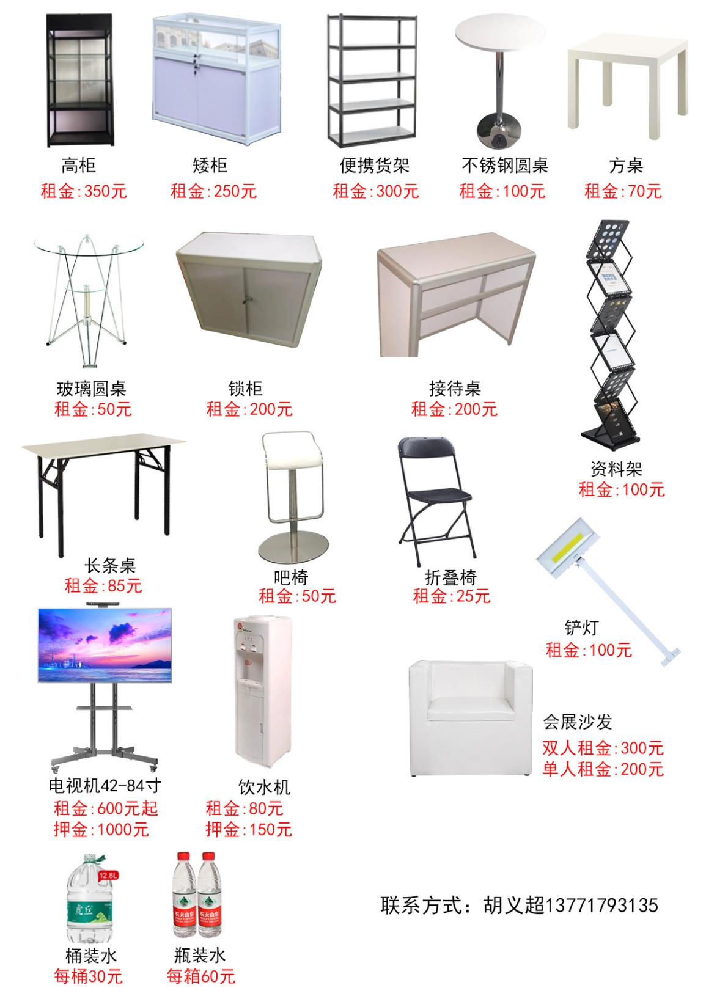 高柜
租金:350元
矮柜
租金:250元
便携货架
租金:300元
不锈钢圆桌
租金:100元
方桌
租金:70元
玻璃圆桌
租金:50元
锁柜
租金:200元
接待桌
租金:200元
资料架
租金:100元
长条桌
租金:85元
吧椅
租金:50元
折叠椅
租金:25元
铲灯
租金:100元
电视机42-84寸
租金:600元起
押金:1000元
饮水机
租金:80元
押金:150元
会展沙发
双人租金:300元
单人租金:200元
12.8L
虎丘
桶装水
每桶30元
农夫山泉
农夫山泉
瓶装水
每箱60元
联系方式：胡义超13771793135